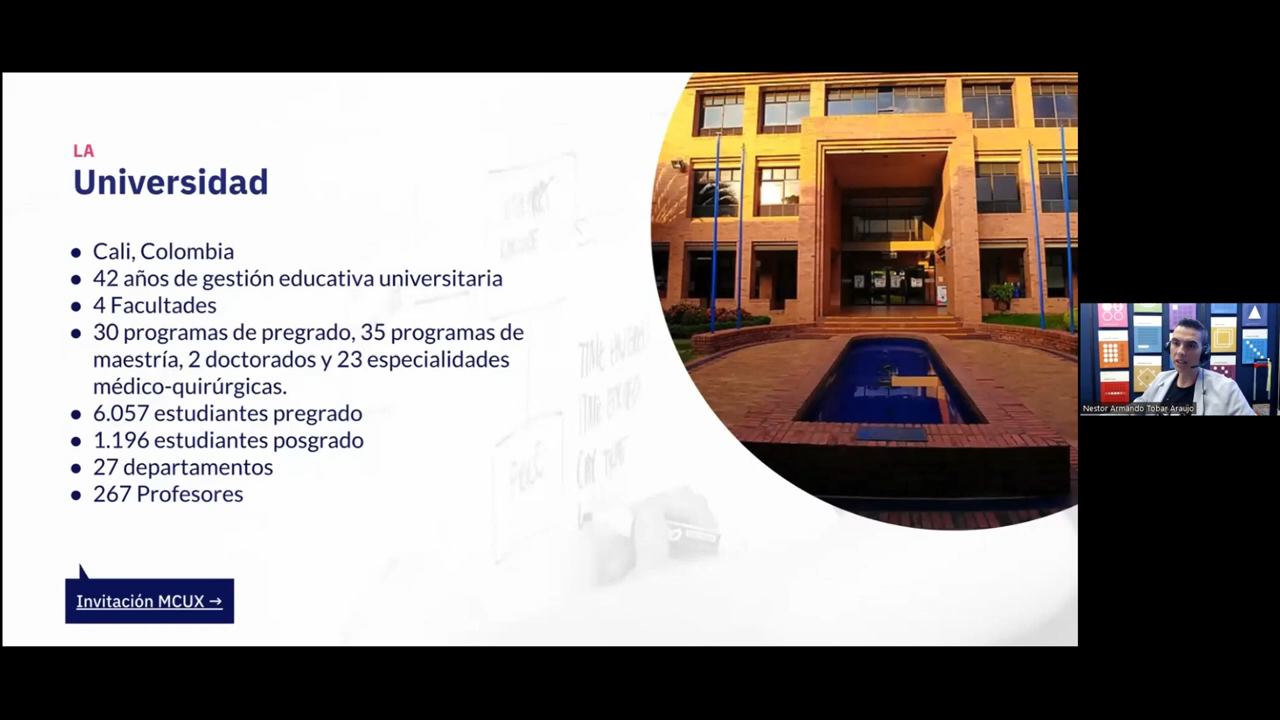 LA
Universidad
● Cali, Colombia
● 42 años de gestión educativa universitaria
● 4 Facultades
● 30 programas de pregrado, 35 programas de
maestría, 2 doctorados y 23 especialidades
médico-quirúrgicas.
● 6.057 estudiantes pregrado
● 1.196 estudiantes posgrado
● 27 departamentos
● 267 Profesores
Invitación MCUX →
Nestor Armando Tobar Araujo